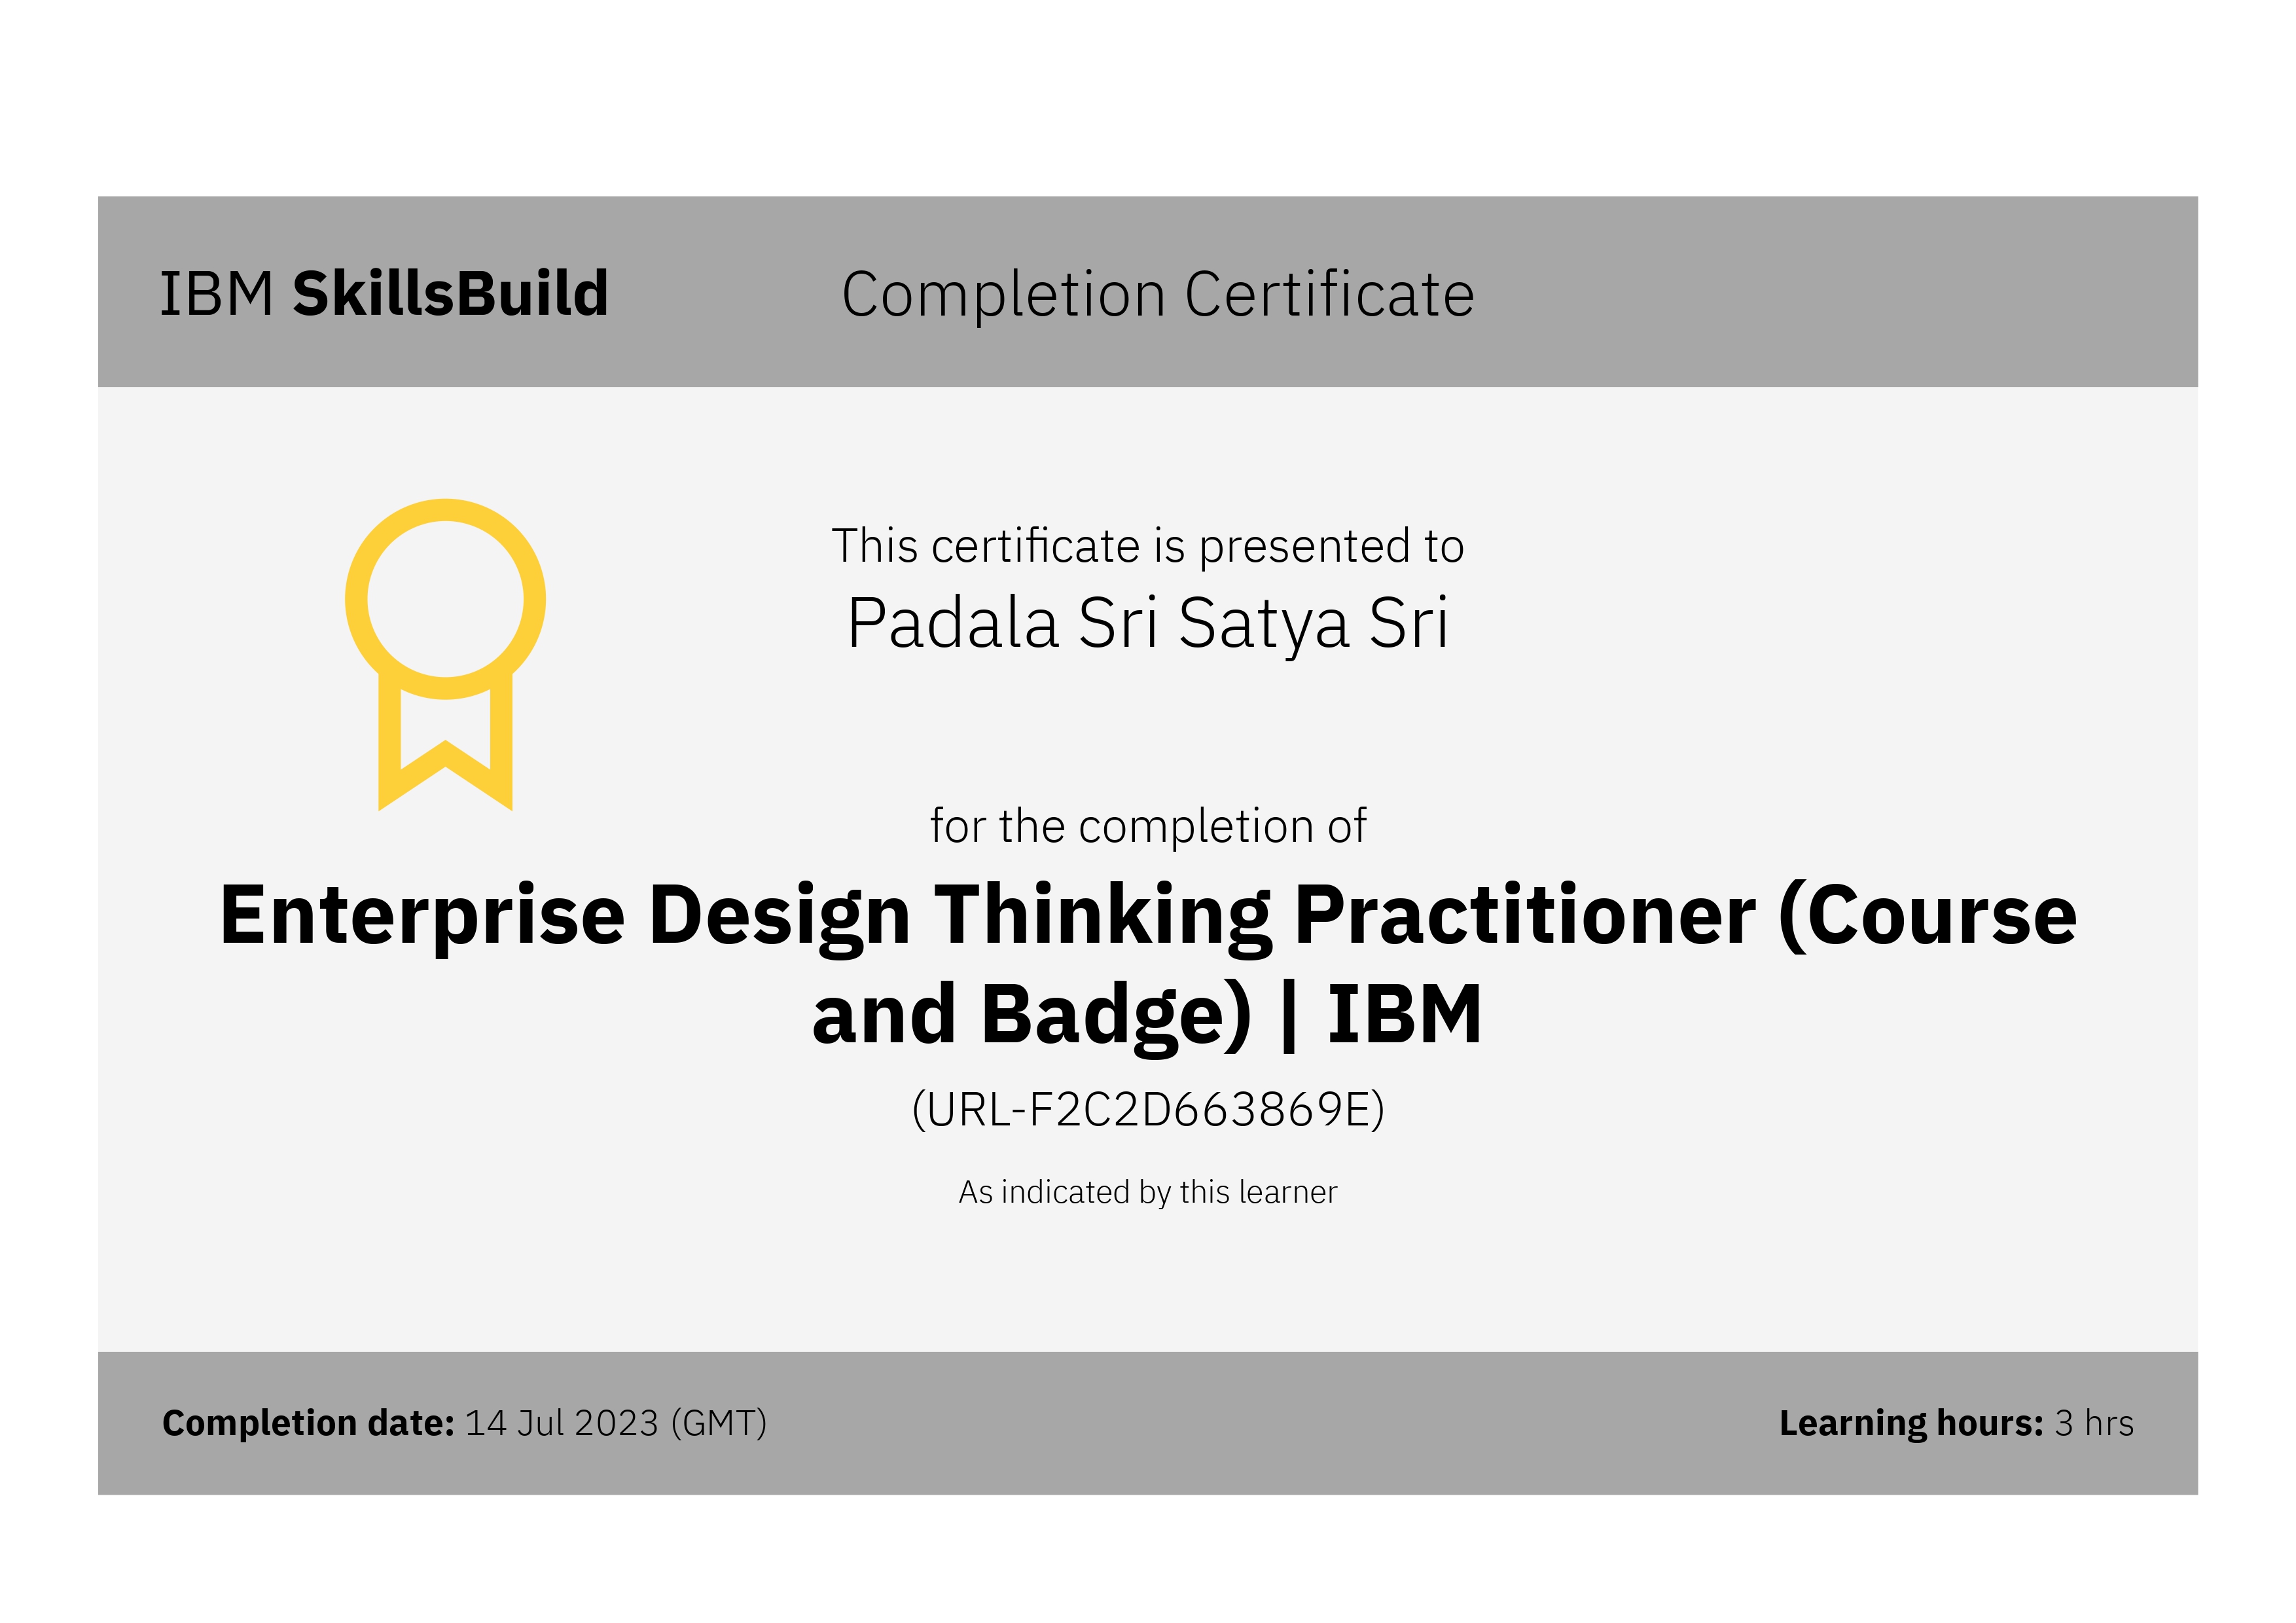 IBM SkillsBuild
Completion Certificate
This certificate is presented to
Padala Sri Satya Sri
for the completion of
Enterprise Design Thinking Practitioner (Course
and Badge) | IBM
(URL-F2C2D663869E)
As indicated by this learner
Completion date: 14 Jul 2023 (GMT)
Learning hours: 3 hrs